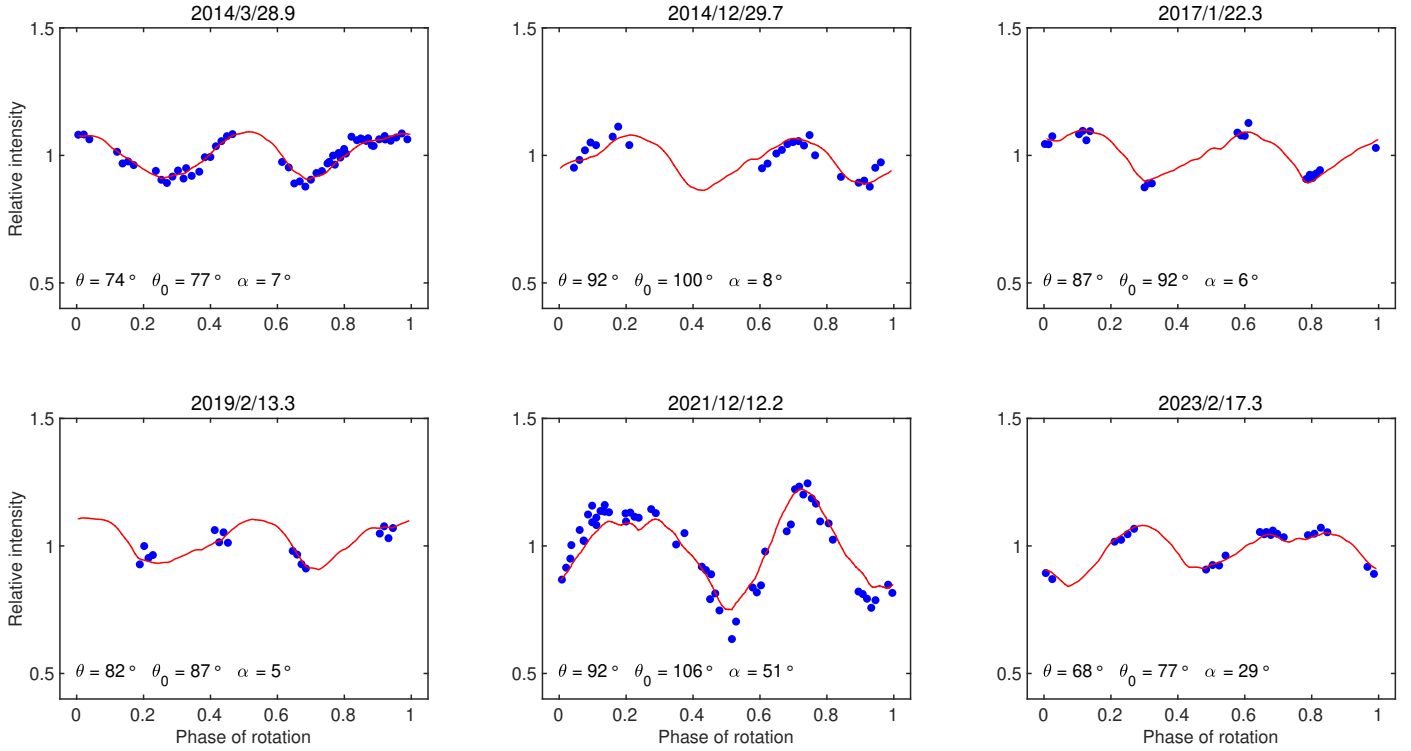 2014/3/28.9
2014/12/29.7
2017/1/22.3
1.5
1
0.5
Relative intensity
θ = 74° θ0 = 77° α = 7°
0 0.2 0.4 0.6 0.8 1
1.5
1
0.5
θ = 92° θ0 = 100° α = 8°
0 0.2 0.4 0.6 0.8 1
1.5
1
0.5
θ = 87° θ0 = 92° α = 6°
0 0.2 0.4 0.6 0.8 1
2019/2/13.3
2021/12/12.2
2023/2/17.3
1.5
1
0.5
Relative intensity
θ = 82° θ0 = 87° α = 5°
0 0.2 0.4 0.6 0.8 1
Phase of rotation
1.5
1
0.5
θ = 92° θ0 = 106° α = 51°
0 0.2 0.4 0.6 0.8 1
Phase of rotation
1.5
1
0.5
θ = 68° θ0 = 77° α = 29°
0 0.2 0.4 0.6 0.8 1
Phase of rotation